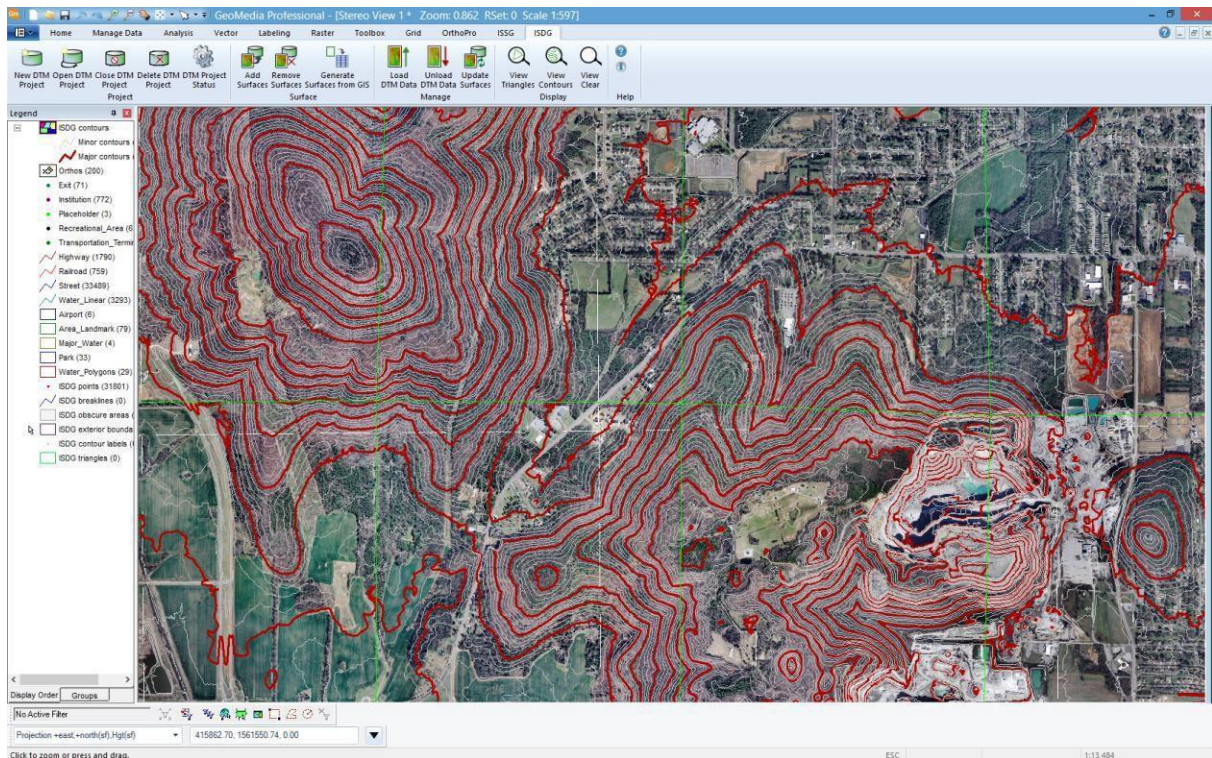 GeoMedia Professional - [Stereo View 1 * Zoom: 0.862 RSet: 0 Scale 1:597]
Home Manage Data Analysis Vector Labeling Raster Toolbox Grid OrthoPro ISSG ISDG
New DTM Project
Open DTM Project
Close DTM Project
Delete DTM Project
DTM Project Status
Add Surfaces
Remove Surfaces
Generate Surfaces from GIS
Load DTM Data
Unload DTM Data
Update Surfaces
View Triangles
View Contours
View Clear
Project Surface Manage Display Help
Legend
ISDG contours
Minor contours
Major contours
Orthos (200)
Exit (71)
Institution (772)
Placeholder (3)
Recreational_Area (6
Transportation_Termin
Highway (1790)
Railroad (759)
Street (33489)
Water_Linear (3293)
Airport (6)
Area_Landmark (79)
Major_Water (4)
Park (33)
Water_Polygons (29)
ISDG points (31801)
ISDG breaklines (0)
ISDG obscure areas (
ISDG exterior bounda
ISDG contour labels (
ISDG triangles (0)
Display Order Groups
No Active Filter
Projection +east,+north(sf),Hgt(sf) 415862.70, 1561550.74, 0.00
Click to zoom or press and drag. ESC 1:13,484